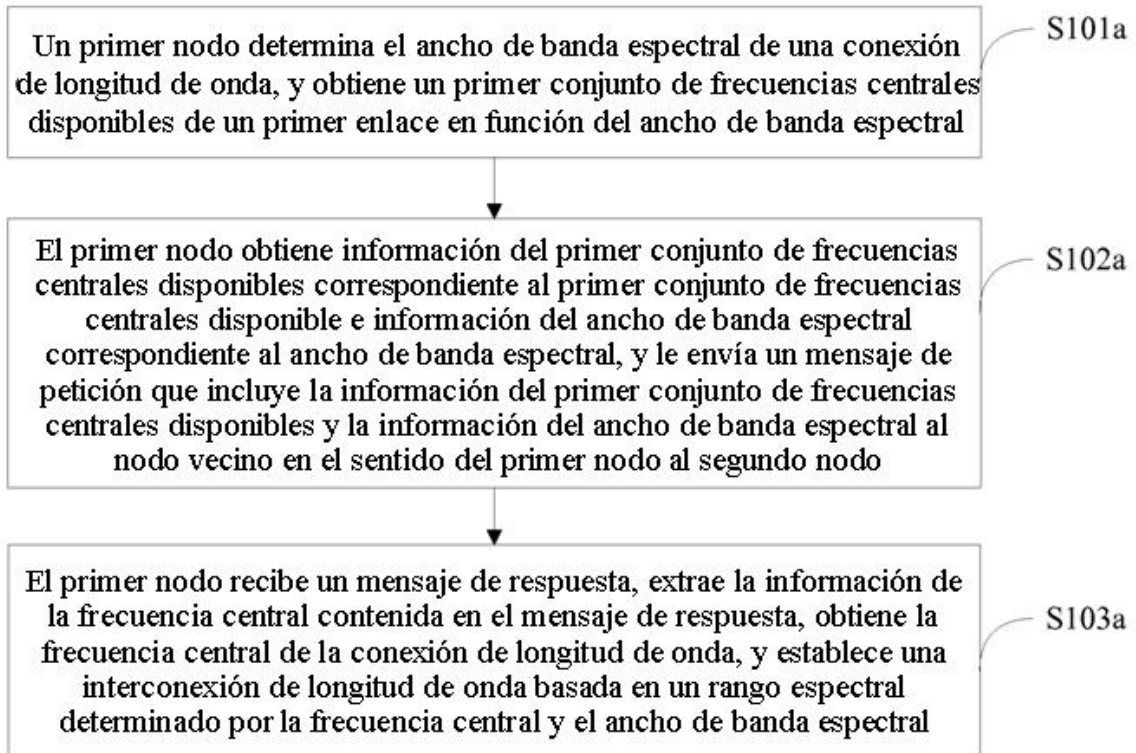 Un primer nodo determina el ancho de banda espectral de una conexión
de longitud de onda, y obtiene un primer conjunto de frecuencias centrales
disponibles de un primer enlace en función del ancho de banda espectral
S101a
El primer nodo obtiene información del primer conjunto de frecuencias
centrales disponibles correspondiente al primer conjunto de frecuencias
centrales disponible e información del ancho de banda espectral
correspondiente al ancho de banda espectral, y le envía un mensaje de
petición que incluye la información del primer conjunto de frecuencias
centrales disponibles y la información del ancho de banda espectral al
nodo vecino en el sentido del primer nodo al segundo nodo
S102a
El primer nodo recibe un mensaje de respuesta, extrae la información de
la frecuencia central contenida en el mensaje de respuesta, obtiene la
frecuencia central de la conexión de longitud de onda, y establece una
interconexión de longitud de onda basada en un rango espectral
determinado por la frecuencia central y el ancho de banda espectral
S103a